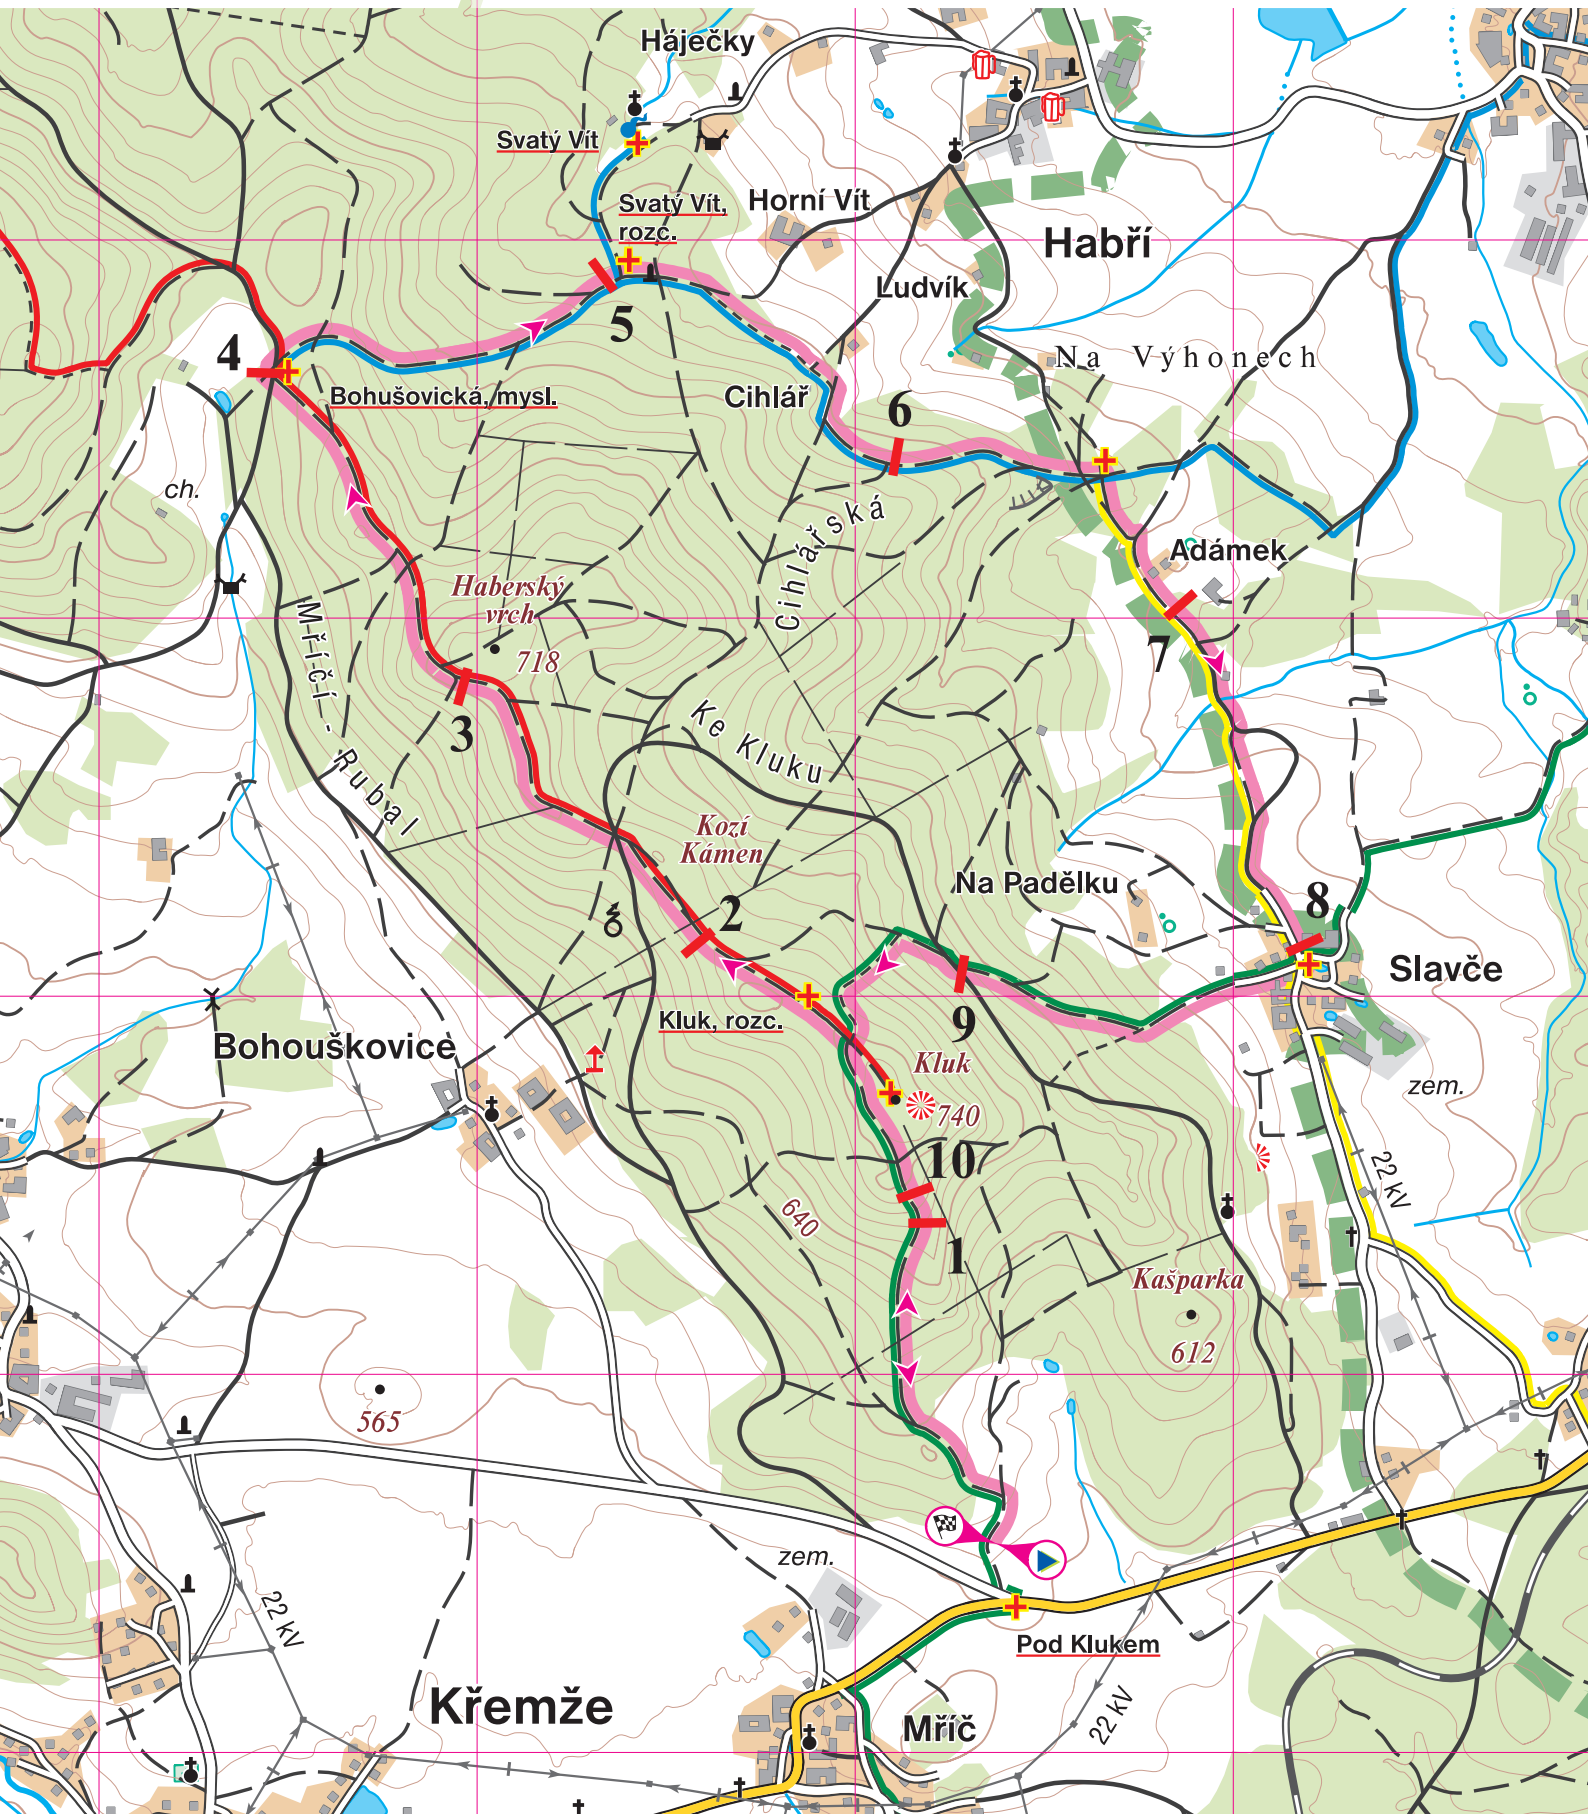 Háječky
Svatý Vít
Svatý Vít,
rozc.
Horní Vít
Habří
Ludvík
Na Výhonech
4
5
Bohušovická, mysl.
Cihlář
6
ch.
Cihlářská
Adámek
Haberský
vrch
718
7
Mříčí - Rubal
3
Ke Kluku
Kozí
Kámen
Na Padělku
8
2
Slavče
Kluk, rozc.
9
Bohouškovice
Kluk
740
zem.
10
22 kV
640
1
Kašparka
612
565
zem.
22 kV
Pod Klukem
Křemže
Mříč
22 kV